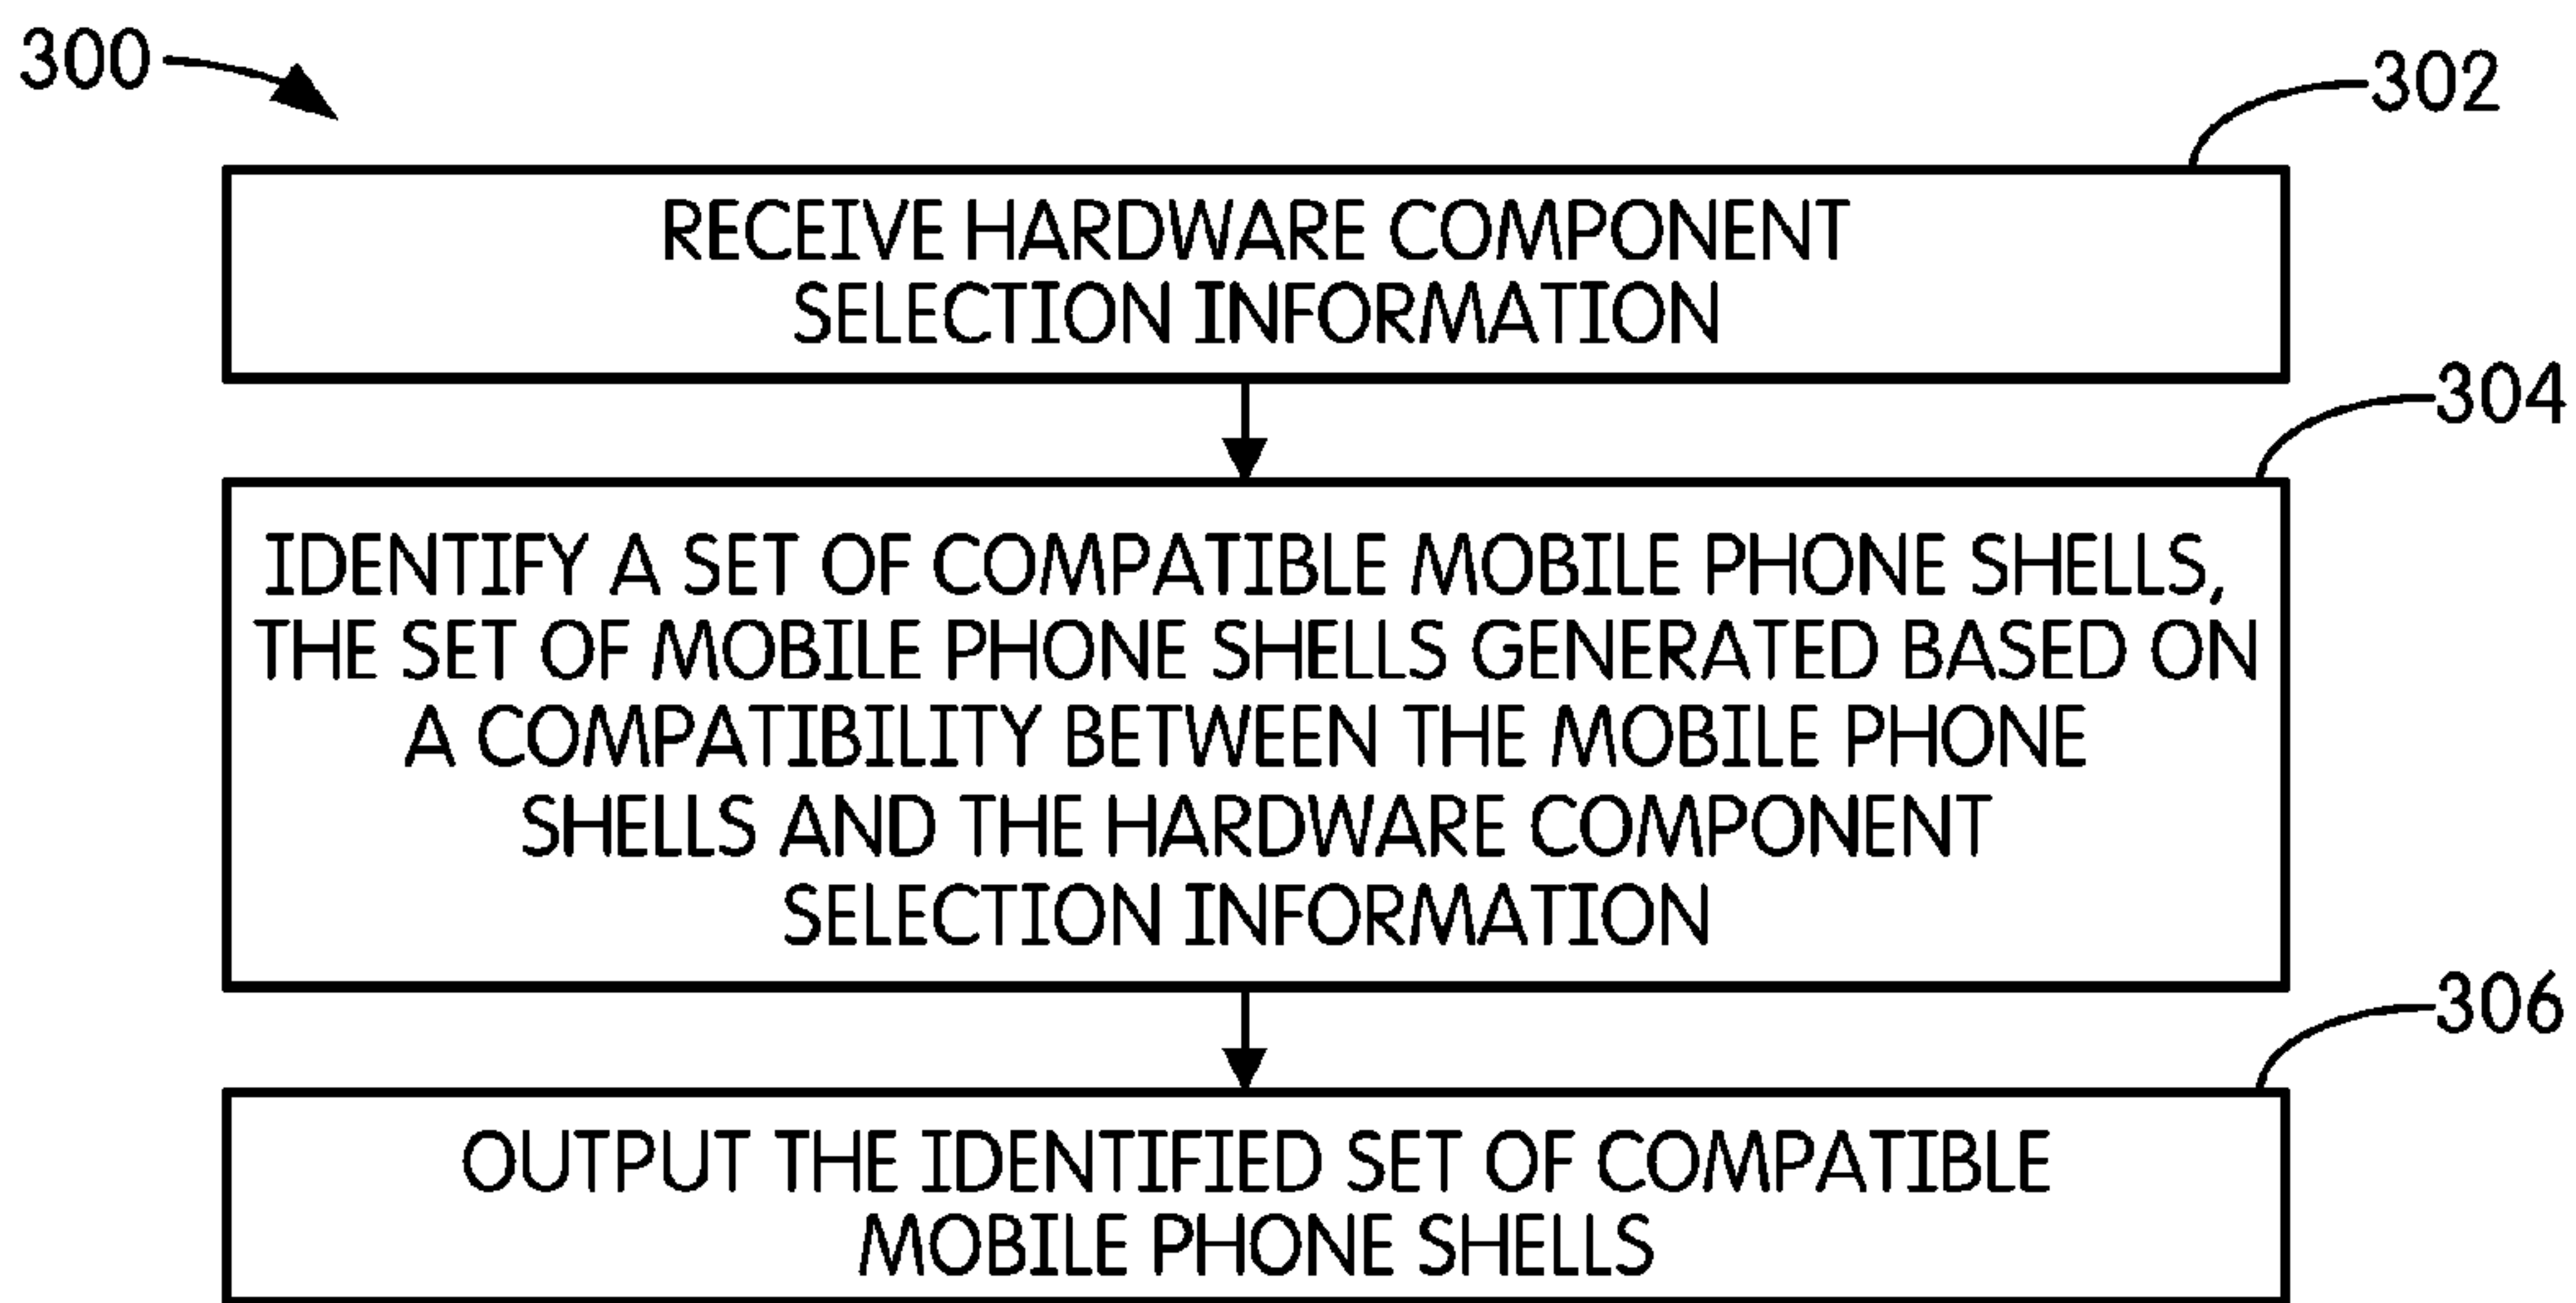 300
302
RECEIVE HARDWARE COMPONENT
SELECTION INFORMATION
304
IDENTIFY A SET OF COMPATIBLE MOBILE PHONE SHELLS,
THE SET OF MOBILE PHONE SHELLS GENERATED BASED ON
A COMPATIBILITY BETWEEN THE MOBILE PHONE
SHELLS AND THE HARDWARE COMPONENT
SELECTION INFORMATION
306
OUTPUT THE IDENTIFIED SET OF COMPATIBLE
MOBILE PHONE SHELLS